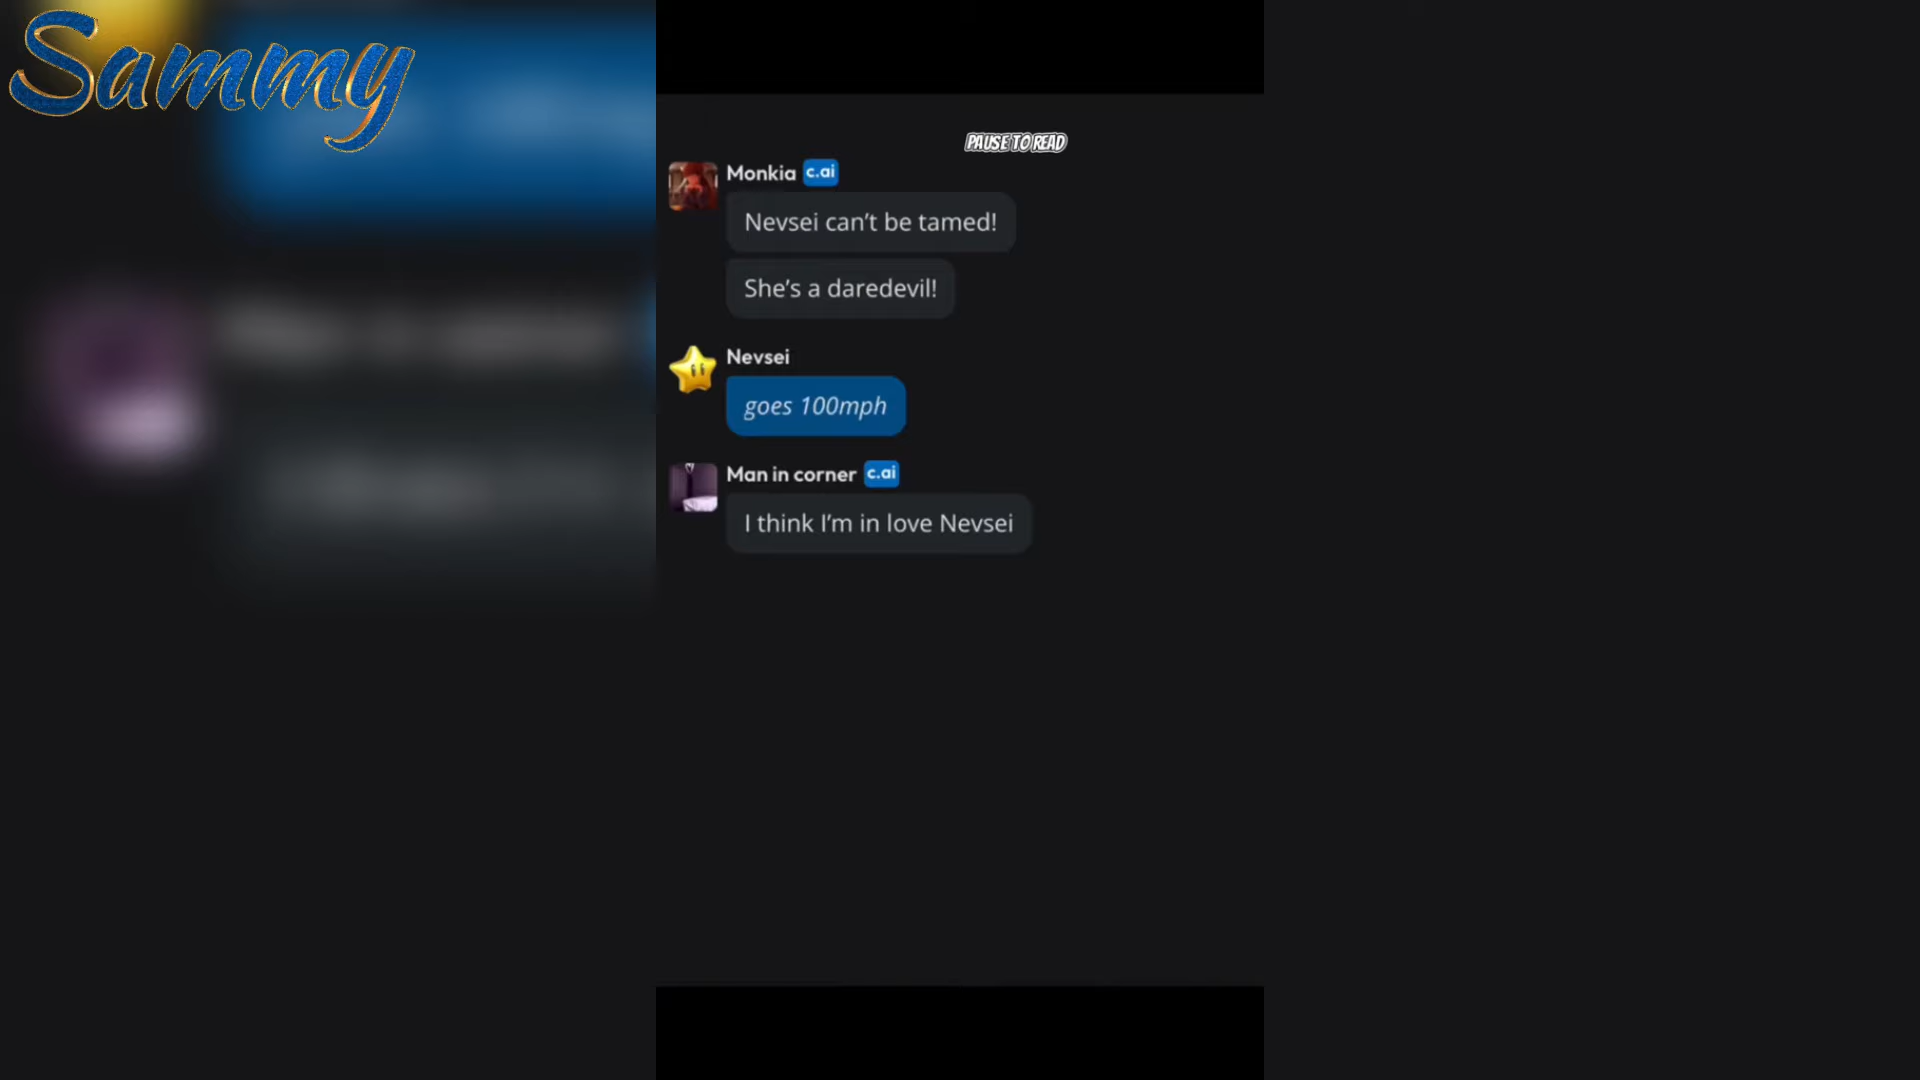 Sammy
PAUSE TO READ
Monkia c.ai
Nevsei can’t be tamed!
She’s a daredevil!
Nevsei
goes 100mph
Man in corner c.ai
I think I’m in love Nevsei